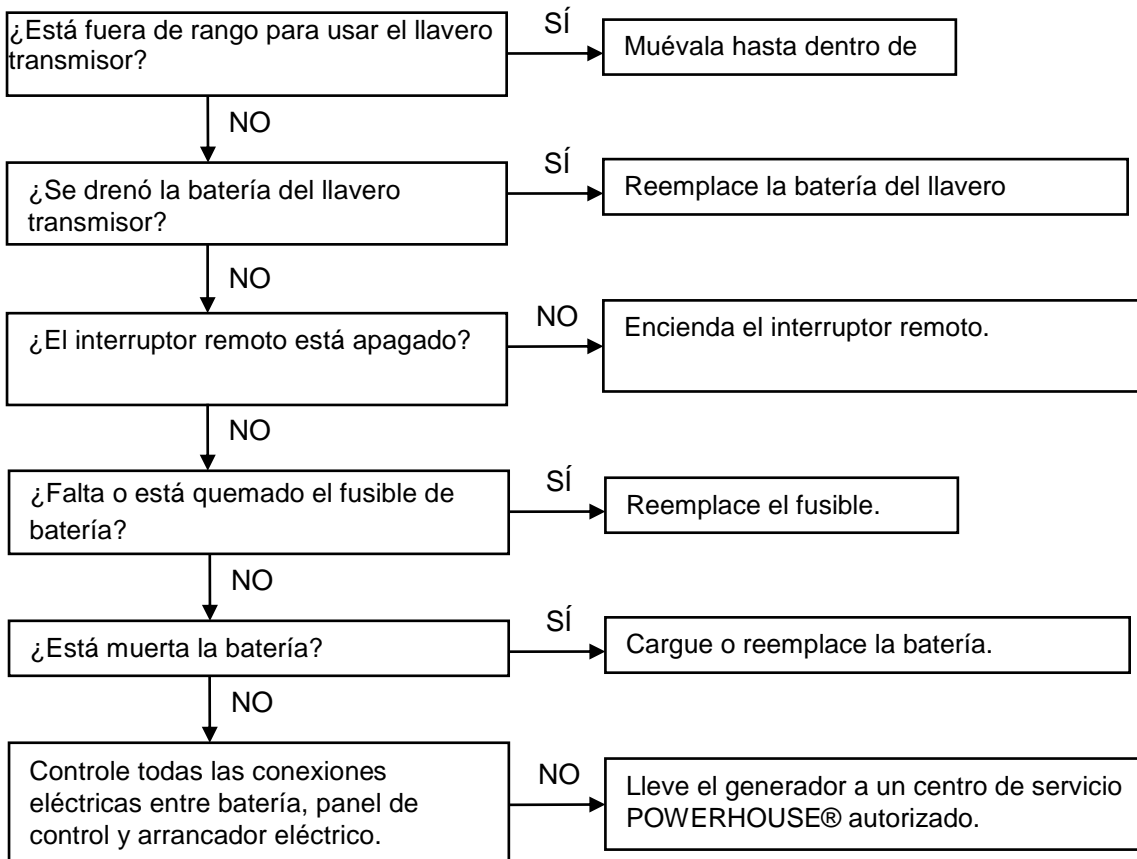 ¿Está fuera de rango para usar el llavero
transmisor?
SÍ
Muévala hasta dentro de
NO
¿Se drenó la batería del llavero
transmisor?
SÍ
Reemplace la batería del llavero
NO
¿El interruptor remoto está apagado?
NO
Encienda el interruptor remoto.
NO
¿Falta o está quemado el fusible de
batería?
SÍ
Reemplace el fusible.
NO
¿Está muerta la batería?
SÍ
Cargue o reemplace la batería.
NO
Controle todas las conexiones
eléctricas entre batería, panel de
control y arrancador eléctrico.
NO
Lleve el generador a un centro de servicio
POWERHOUSE® autorizado.